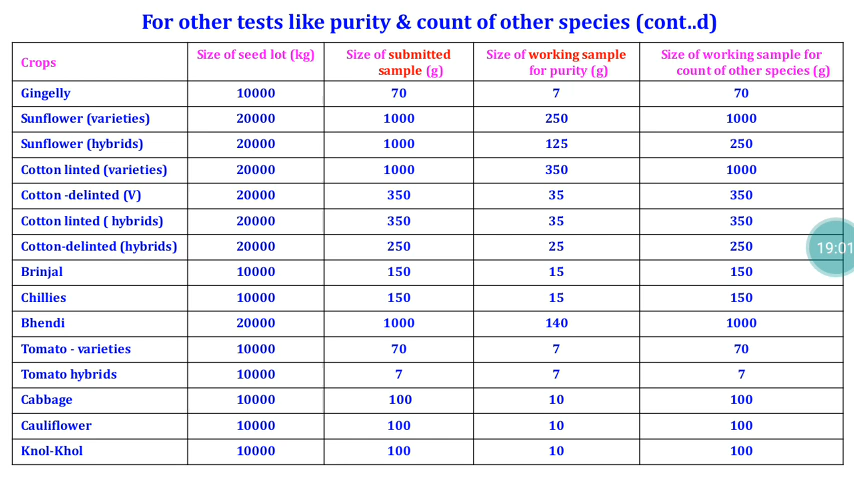 For other tests like purity & count of other species (cont..d)
Crops Size of seed lot (kg) Size of submitted sample (g) Size of working sample for purity (g) Size of working sample for count of other species (g)
Gingelly 10000 70 7 70
Sunflower (varieties) 20000 1000 250 1000
Sunflower (hybrids) 20000 1000 125 250
Cotton linted (varieties) 20000 1000 350 1000
Cotton -delinted (V) 20000 350 35 350
Cotton linted ( hybrids) 20000 350 35 350
Cotton-delinted (hybrids) 20000 250 25 250
19:01
Brinjal 10000 150 15 150
Chillies 10000 150 15 150
Bhendi 20000 1000 140 1000
Tomato - varieties 10000 70 7 70
Tomato hybrids 10000 7 7 7
Cabbage 10000 100 10 100
Cauliflower 10000 100 10 100
Knol-Khol 10000 100 10 100